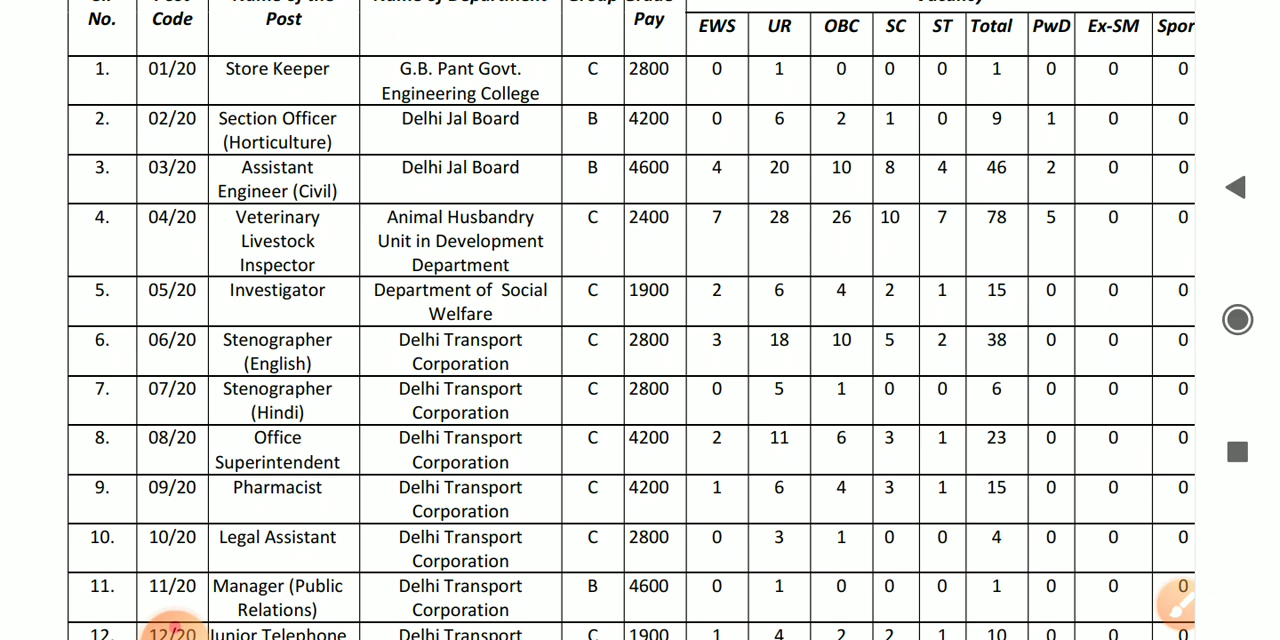 No. Code Post Pay EWS UR OBC SC ST Total PwD Ex-SM Spor
1. 01/20 Store Keeper G.B. Pant Govt. C 2800 0 1 0 0 0 1 0 0 0
Engineering College
2. 02/20 Section Officer Delhi Jal Board B 4200 0 6 2 1 0 9 1 0 0
(Horticulture)
3. 03/20 Assistant Delhi Jal Board B 4600 4 20 10 8 4 46 2 0 0
Engineer (Civil)
4. 04/20 Veterinary Animal Husbandry C 2400 7 28 26 10 7 78 5 0 0
Livestock Unit in Development
Inspector Department
5. 05/20 Investigator Department of Social C 1900 2 6 4 2 1 15 0 0 0
Welfare
6. 06/20 Stenographer Delhi Transport C 2800 3 18 10 5 2 38 0 0 0
(English) Corporation
7. 07/20 Stenographer Delhi Transport C 2800 0 5 1 0 0 6 0 0 0
(Hindi) Corporation
8. 08/20 Office Delhi Transport C 4200 2 11 6 3 1 23 0 0 0
Superintendent Corporation
9. 09/20 Pharmacist Delhi Transport C 4200 1 6 4 3 1 15 0 0 0
Corporation
10. 10/20 Legal Assistant Delhi Transport C 2800 0 3 1 0 0 4 0 0 0
Corporation
11. 11/20 Manager (Public Delhi Transport B 4600 0 1 0 0 0 1 0 0 0
Relations) Corporation
12. 12/20 Junior Telephone Delhi Transport C 1900 1 4 2 2 1 10 0 0 0